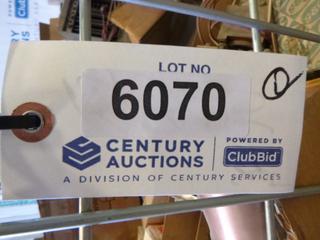 LOT NO
6070
CENTURY
AUCTIONS
POWERED BY
ClubBid
A DIVISION OF CENTURY SERVICES